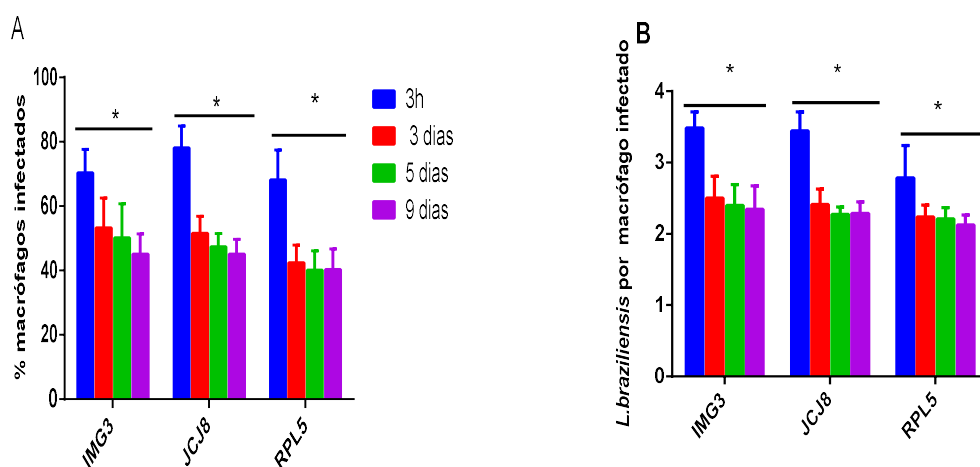 A
% macrófagos infectados
100
80
60
40
20
0
*
*
*
IMG3
JCJ8
RPL5
3h
3 dias
5 dias
9 dias
B
L.braziliensis por macrófago infectado
4
3
2
1
0
*
*
*
IMG3
JCJ8
RPL5